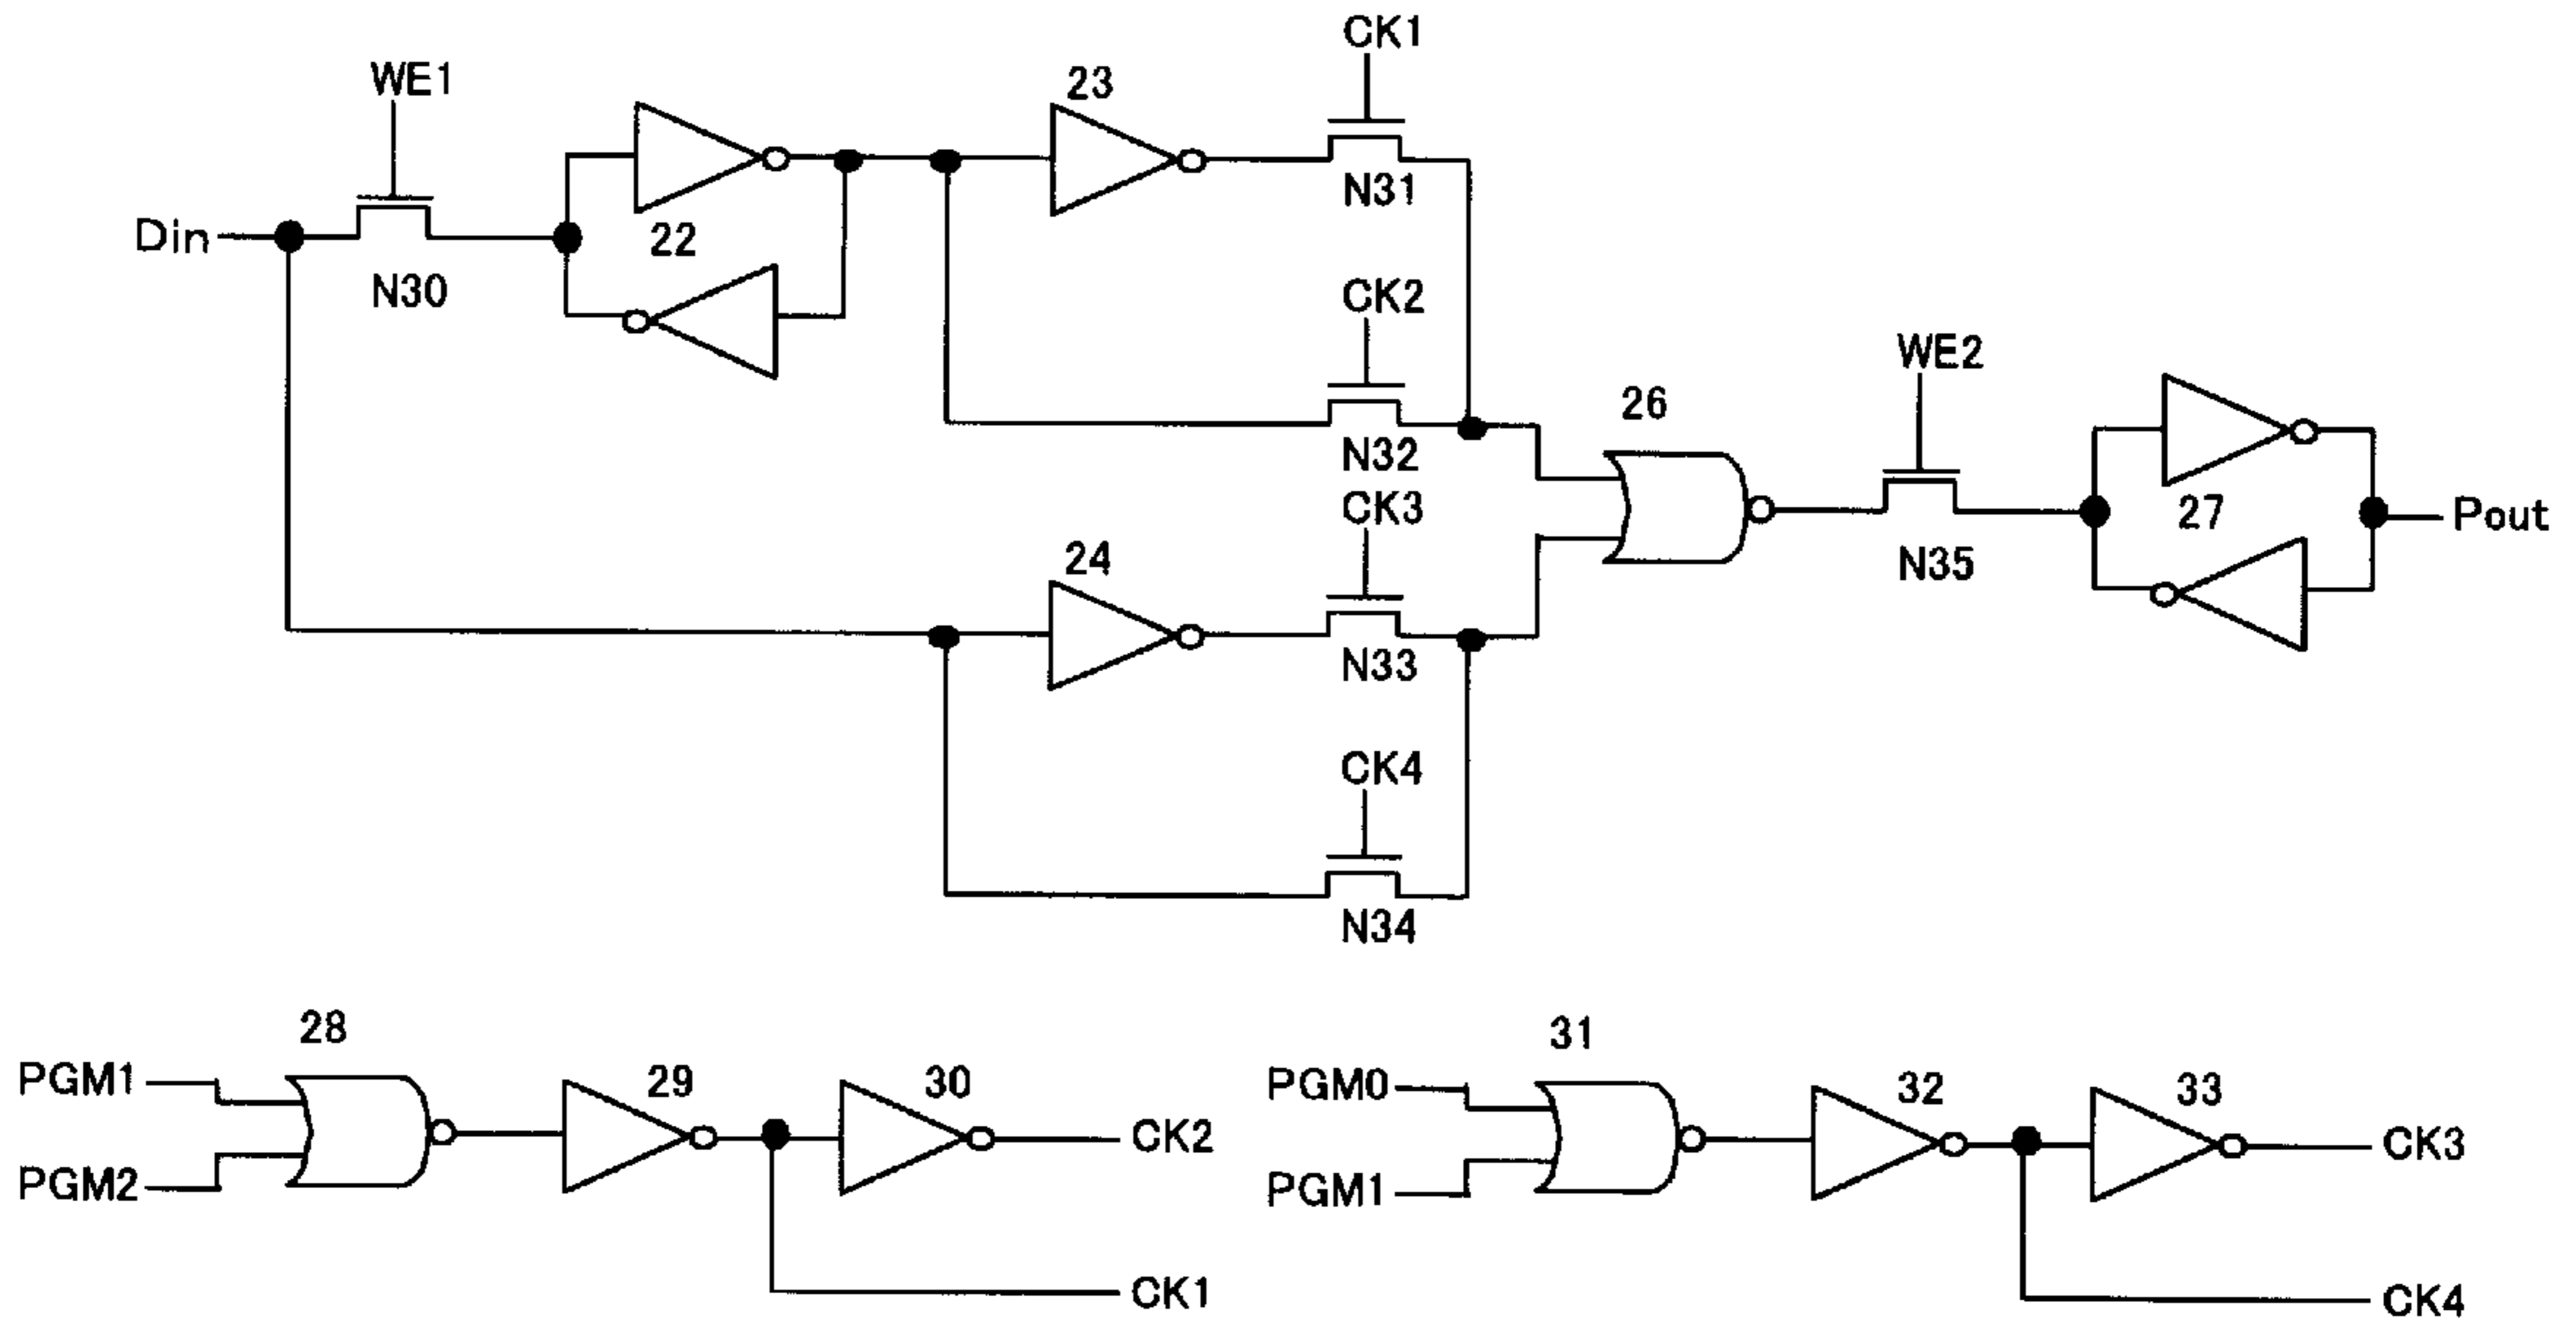 CK1
WE1
23
N31
22
Din
N30
CK2
WE2
26
N32
CK3
27
Pout
24
N35
N33
CK4
N34
28
31
PGM1
29
30
PGM0
32
33
CK2
CK3
PGM2
PGM1
CK1
CK4